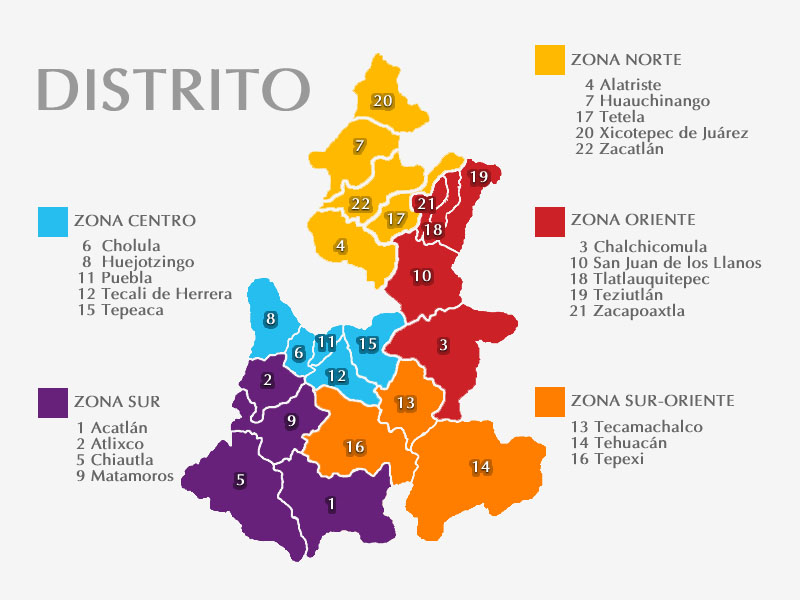 DISTRITO
ZONA NORTE
4 Alatriste
7 Huauchinango
17 Tetela
20 Xicotepec de Juárez
22 Zacatlán
ZONA CENTRO
6 Cholula
8 Huejotzingo
11 Puebla
12 Tecali de Herrera
15 Tepeaca
ZONA ORIENTE
3 Chalchicomula
10 San Juan de los Llanos
18 Tlatlauquitepec
19 Teziutlán
21 Zacapoaxtla
ZONA SUR
1 Acatlán
2 Atlixco
5 Chiautla
9 Matamoros
ZONA SUR-ORIENTE
13 Tecamachalco
14 Tehuacán
16 Tepexi
20
7
19
22
21
17
18
4
10
8
11
15
3
6
12
2
13
9
16
14
5
1